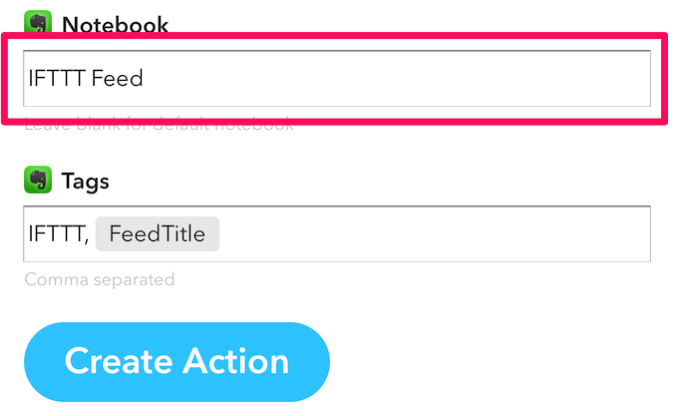 Notebook
IFTTT Feed
Leave blank for default notebook
Tags
IFTTT, FeedTitle
Comma separated
Create Action